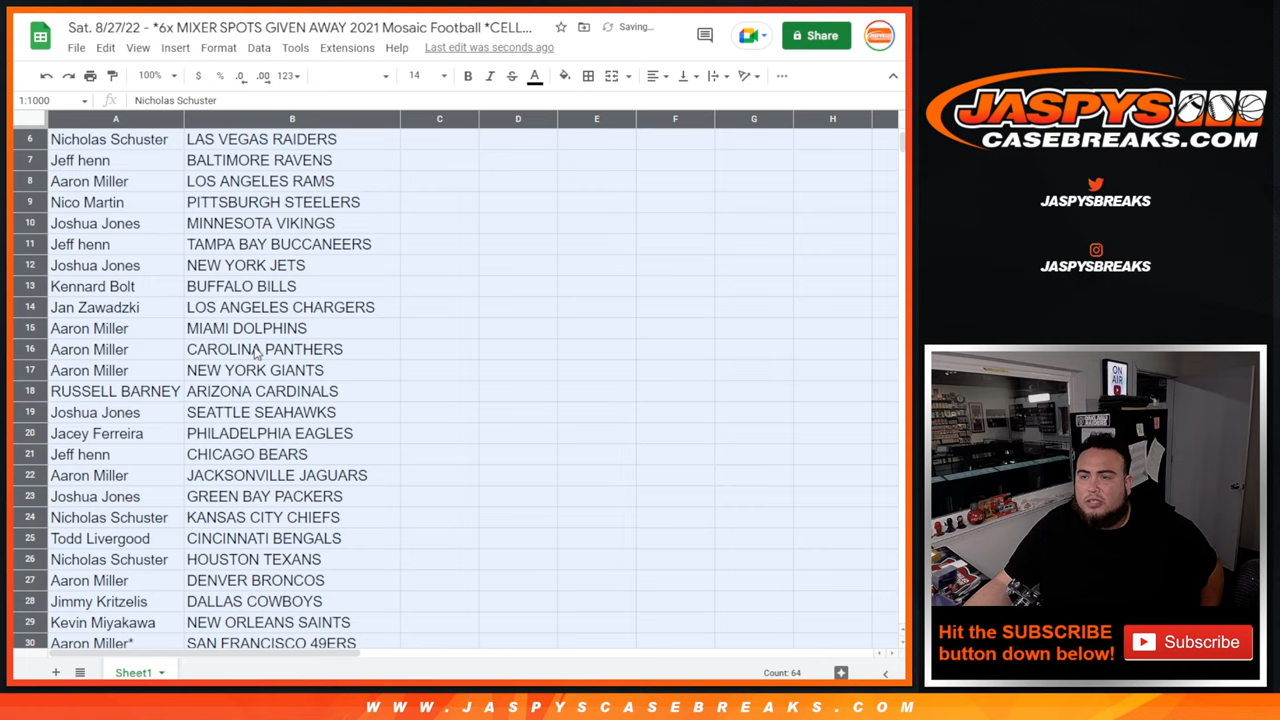 Sat. 8/27/22 - *6x MIXER SPOTS GIVEN AWAY 2021 Mosaic Football *CELL...
Saving...
File Edit View Insert Format Data Tools Extensions Help Last edit was seconds ago
Share
100% $ % .0 .00 123 14 B I S A
1:1000 fx Nicholas Schuster
A B C D E F G H
6 Nicholas Schuster LAS VEGAS RAIDERS
7 Jeff henn BALTIMORE RAVENS
8 Aaron Miller LOS ANGELES RAMS
9 Nico Martin PITTSBURGH STEELERS
10 Joshua Jones MINNESOTA VIKINGS
11 Jeff henn TAMPA BAY BUCCANEERS
12 Joshua Jones NEW YORK JETS
13 Kennard Bolt BUFFALO BILLS
14 Jan Zawadzki LOS ANGELES CHARGERS
15 Aaron Miller MIAMI DOLPHINS
16 Aaron Miller CAROLINA PANTHERS
17 Aaron Miller NEW YORK GIANTS
18 RUSSELL BARNEY ARIZONA CARDINALS
19 Joshua Jones SEATTLE SEAHAWKS
20 Jacey Ferreira PHILADELPHIA EAGLES
21 Jeff henn CHICAGO BEARS
22 Aaron Miller JACKSONVILLE JAGUARS
23 Joshua Jones GREEN BAY PACKERS
24 Nicholas Schuster KANSAS CITY CHIEFS
25 Todd Livergood CINCINNATI BENGALS
26 Nicholas Schuster HOUSTON TEXANS
27 Aaron Miller DENVER BRONCOS
28 Jimmy Kritzelis DALLAS COWBOYS
29 Kevin Miyakawa NEW ORLEANS SAINTS
30 Aaron Miller* SAN FRANCISCO 49ERS
Sheet1
Count: 64
JASPYS
CASEBREAKS.COM
JASPYSBREAKS
JASPYSBREAKS
ON
AIR
Hit the SUBSCRIBE
button down below!
Subscribe
WWW.JASPYSCASEBREAKS.COM